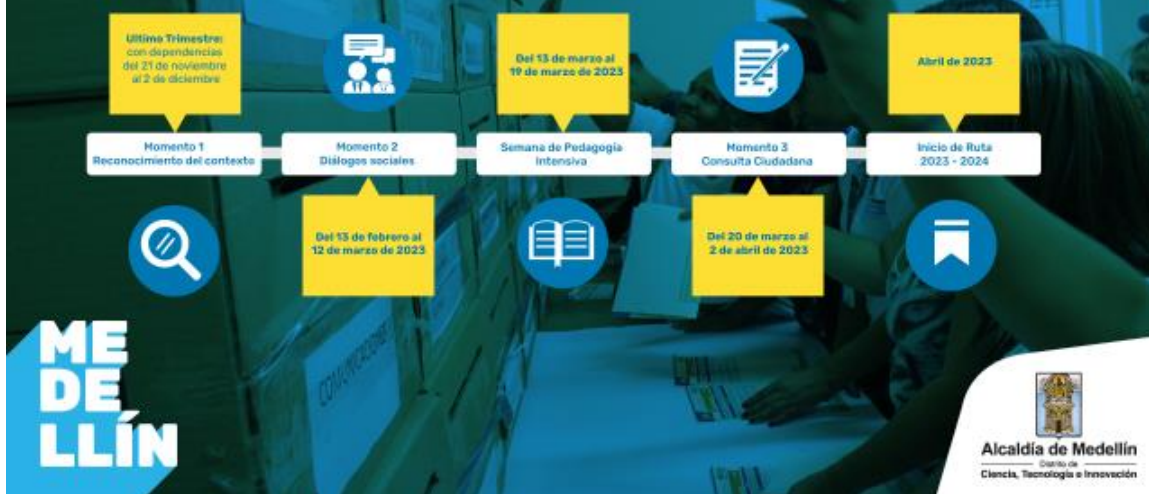 Ultimo Trimestre:
con dependencias
del 21 de noviembre
al 2 de diciembre
Momento 1
Reconocimiento del contexto
Momento 2
Diálogos sociales
Del 13 de febrero al
12 de marzo de 2023
Del 13 de marzo al
19 de marzo de 2023
Semana de Pedagogía
Intensiva
Momento 3
Consulta Ciudadana
Del 20 de marzo al
2 de abril de 2023
Abril de 2023
Inicio de Ruta
2023 - 2024
COMUNICACIONES
ME
DE
LLÍN
Alcaldía de Medellín
Distrito de
Ciencia, Tecnología e Innovación